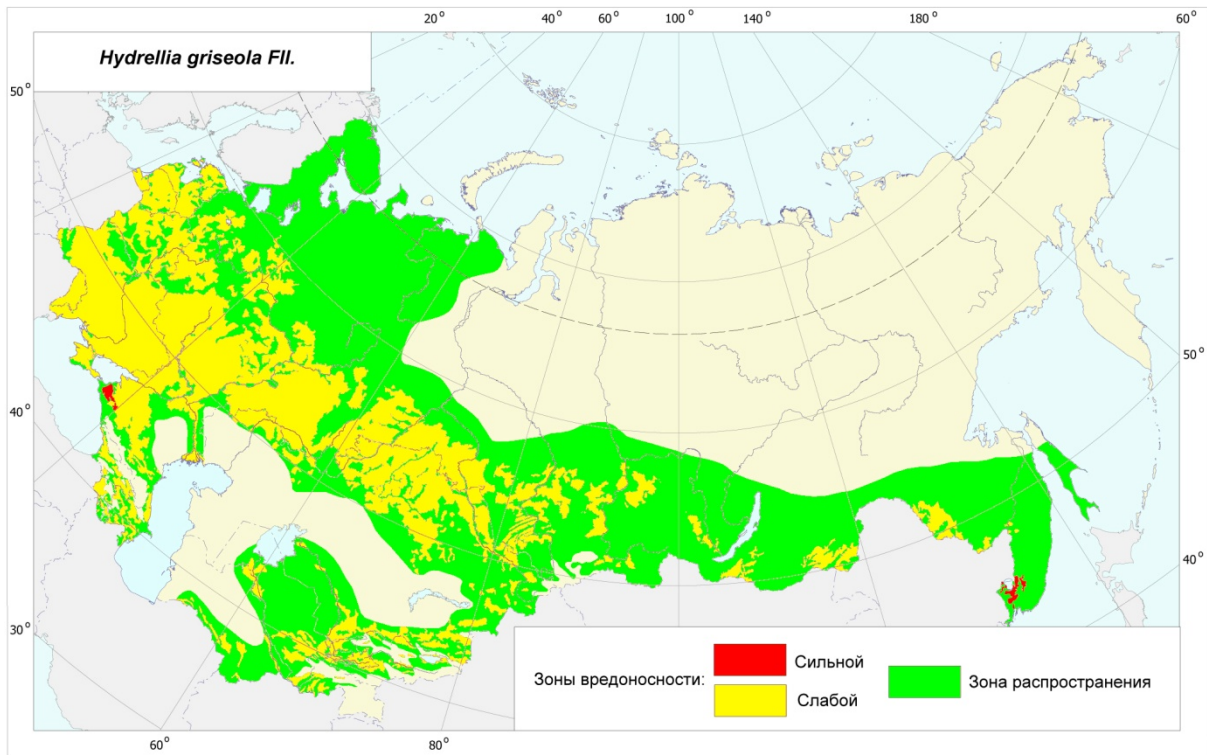 20° 40° 60° 100° 140° 180° 60°
Hydrellia griseola Fll.
50°
50°
40°
40°
30°
Зоны вредоносности:
Сильной
Слабой
Зона распространения
60° 80°